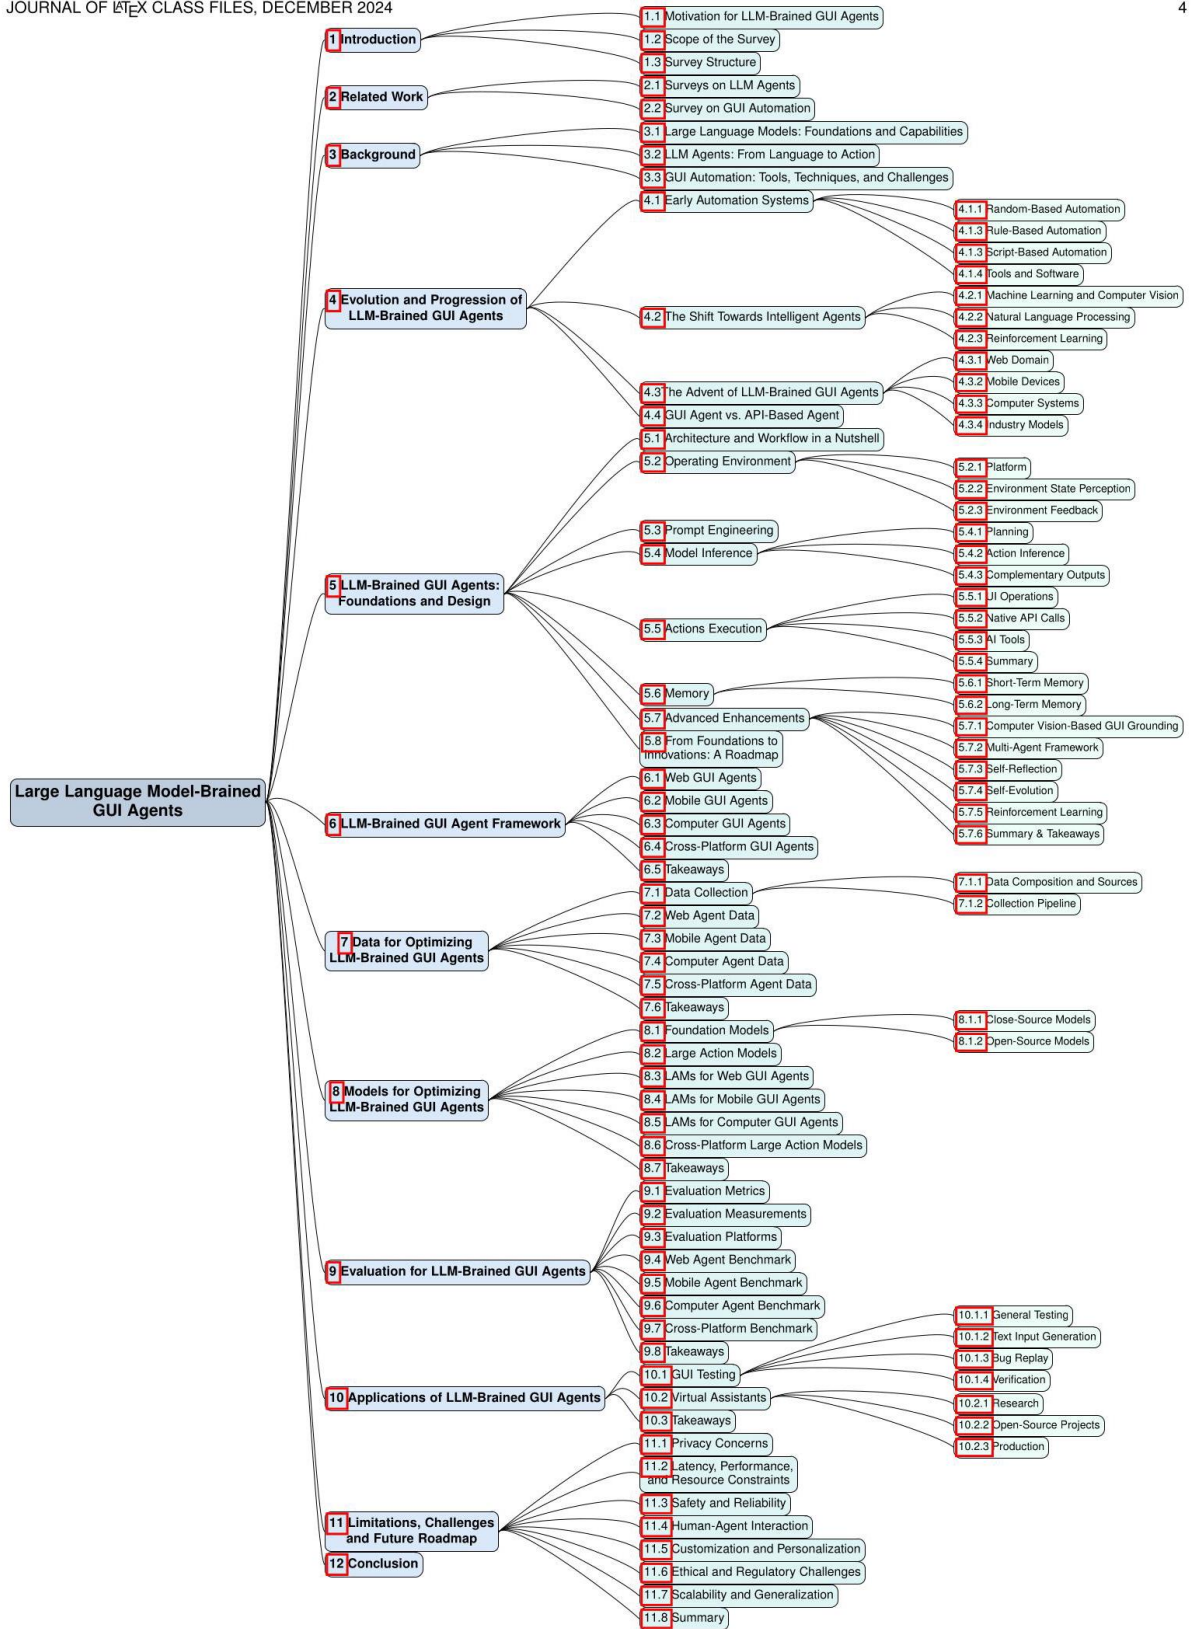 JOURNAL OF LATEX CLASS FILES, DECEMBER 2024
4
Large Language Model-Brained
GUI Agents
1 Introduction
1.1 Motivation for LLM-Brained GUI Agents
1.2 Scope of the Survey
1.3 Survey Structure
2 Related Work
2.1 Surveys on LLM Agents
2.2 Survey on GUI Automation
3 Background
3.1 Large Language Models: Foundations and Capabilities
3.2 LLM Agents: From Language to Action
3.3 GUI Automation: Tools, Techniques, and Challenges
4 Evolution and Progression of
LLM-Brained GUI Agents
4.1 Early Automation Systems
4.1.1 Random-Based Automation
4.1.3 Rule-Based Automation
4.1.3 Script-Based Automation
4.1.4 Tools and Software
4.2 The Shift Towards Intelligent Agents
4.2.1 Machine Learning and Computer Vision
4.2.2 Natural Language Processing
4.2.3 Reinforcement Learning
4.3 The Advent of LLM-Brained GUI Agents
4.3.1 Web Domain
4.3.2 Mobile Devices
4.3.3 Computer Systems
4.3.4 Industry Models
4.4 GUI Agent vs. API-Based Agent
5 LLM-Brained GUI Agents:
Foundations and Design
5.1 Architecture and Workflow in a Nutshell
5.2 Operating Environment
5.2.1 Platform
5.2.2 Environment State Perception
5.2.3 Environment Feedback
5.3 Prompt Engineering
5.4 Model Inference
5.4.1 Planning
5.4.2 Action Inference
5.4.3 Complementary Outputs
5.5 Actions Execution
5.5.1 UI Operations
5.5.2 Native API Calls
5.5.3 AI Tools
5.5.4 Summary
5.6 Memory
5.6.1 Short-Term Memory
5.6.2 Long-Term Memory
5.7 Advanced Enhancements
5.7.1 Computer Vision-Based GUI Grounding
5.7.2 Multi-Agent Framework
5.7.3 Self-Reflection
5.7.4 Self-Evolution
5.7.5 Reinforcement Learning
5.7.6 Summary & Takeaways
5.8 From Foundations to
Innovations: A Roadmap
6 LLM-Brained GUI Agent Framework
6.1 Web GUI Agents
6.2 Mobile GUI Agents
6.3 Computer GUI Agents
6.4 Cross-Platform GUI Agents
6.5 Takeaways
7 Data for Optimizing
LLM-Brained GUI Agents
7.1 Data Collection
7.1.1 Data Composition and Sources
7.1.2 Collection Pipeline
7.2 Web Agent Data
7.3 Mobile Agent Data
7.4 Computer Agent Data
7.5 Cross-Platform Agent Data
7.6 Takeaways
8 Models for Optimizing
LLM-Brained GUI Agents
8.1 Foundation Models
8.1.1 Close-Source Models
8.1.2 Open-Source Models
8.2 Large Action Models
8.3 LAMs for Web GUI Agents
8.4 LAMs for Mobile GUI Agents
8.5 LAMs for Computer GUI Agents
8.6 Cross-Platform Large Action Models
8.7 Takeaways
9 Evaluation for LLM-Brained GUI Agents
9.1 Evaluation Metrics
9.2 Evaluation Measurements
9.3 Evaluation Platforms
9.4 Web Agent Benchmark
9.5 Mobile Agent Benchmark
9.6 Computer Agent Benchmark
9.7 Cross-Platform Benchmark
9.8 Takeaways
10 Applications of LLM-Brained GUI Agents
10.1 GUI Testing
10.1.1 General Testing
10.1.2 Text Input Generation
10.1.3 Bug Replay
10.1.4 Verification
10.2 Virtual Assistants
10.2.1 Research
10.2.2 Open-Source Projects
10.2.3 Production
10.3 Takeaways
11 Limitations, Challenges
and Future Roadmap
11.1 Privacy Concerns
11.2 Latency, Performance,
and Resource Constraints
11.3 Safety and Reliability
11.4 Human-Agent Interaction
11.5 Customization and Personalization
11.6 Ethical and Regulatory Challenges
11.7 Scalability and Generalization
11.8 Summary
12 Conclusion